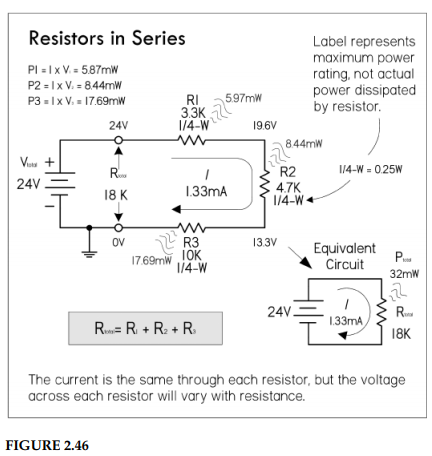 Resistors in Series
P1 = I x V₁ = 5.87mW
P2 = I x V₂ = 8.44mW
P3 = I x V₃ = 17.69mW
Label represents
maximum power
rating, not actual
power dissipated
by resistor.
R1
3.3K
1/4-W
5.97mW
24V
19.6V
8.44mW
Vtotal
24V
+
−
Rtotal
18 K
I
1.33mA
R2
4.7K
1/4-W
1/4-W = 0.25W
0V
R3
10K
1/4-W
17.69mW
13.3V
Equivalent
Circuit
Ptotal
32mW
24V
I
1.33mA
Rtotal
18K
Rtotal = R₁ + R₂ + R₃
The current is the same through each resistor, but the voltage
across each resistor will vary with resistance.
FIGURE 2.46